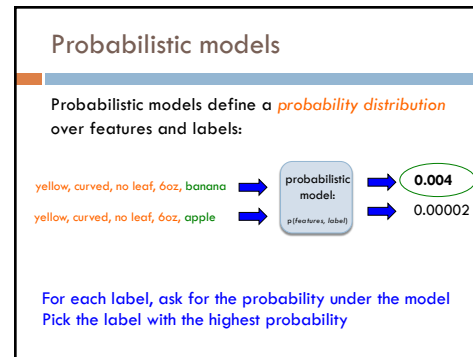 Probabilistic models
Probabilistic models define a probability distribution
over features and labels:
yellow, curved, no leaf, 6oz, banana
yellow, curved, no leaf, 6oz, apple
probabilistic
model:
p(features, label)
0.004
0.00002
For each label, ask for the probability under the model
Pick the label with the highest probability